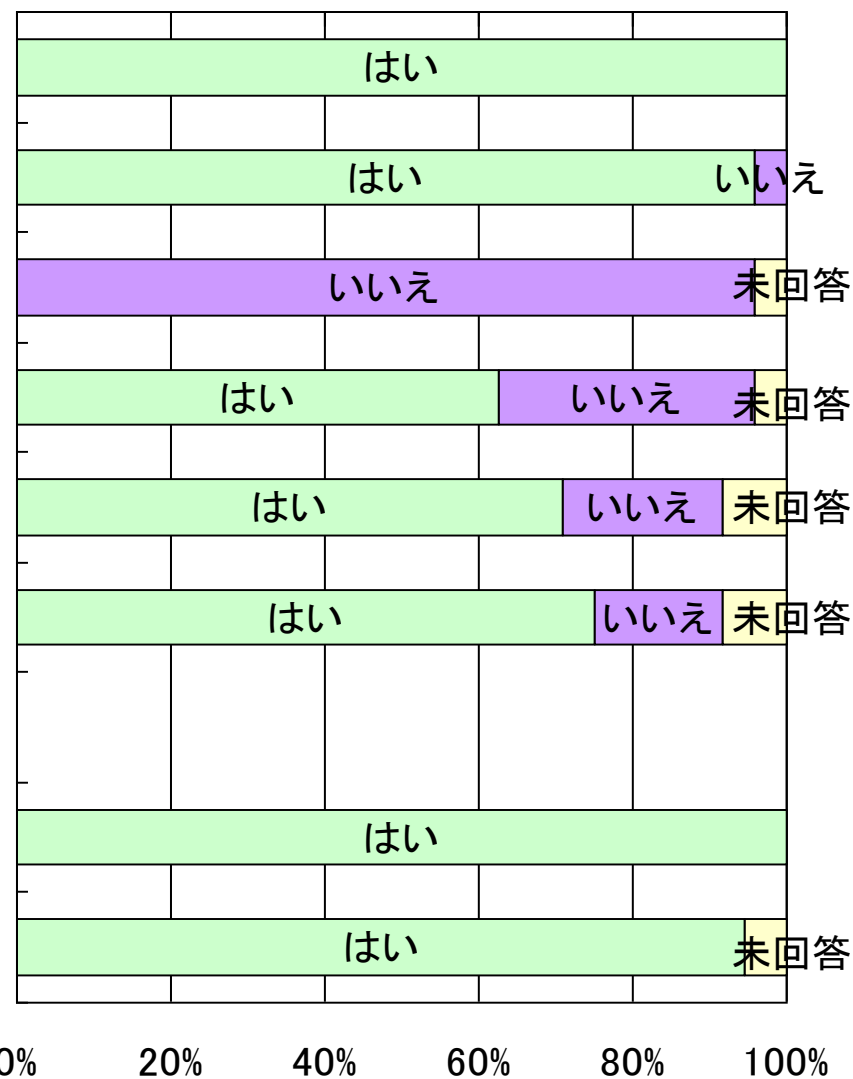 はい
はい いいえ
いいえ 未回答
はい いいえ 未回答
はい いいえ 未回答
はい いいえ 未回答
はい
はい 未回答
0% 20% 40% 60% 80% 100%